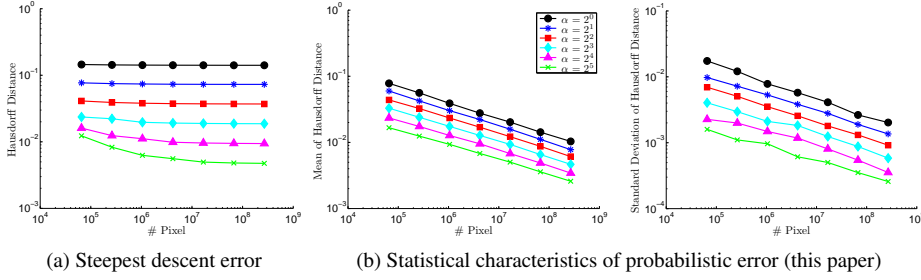 10^0
10^-1
10^-2
10^-3
Hausdorff Distance
10^4 10^5 10^6 10^7 10^8 10^9
# Pixel
10^0
10^-1
10^-2
10^-3
Mean of Hausdorff Distance
10^4 10^5 10^6 10^7 10^8 10^9
# Pixel
α = 2^0
α = 2^1
α = 2^2
α = 2^3
α = 2^4
α = 2^5
10^-1
10^-2
10^-3
10^-4
Standard Deviation of Hausdorff Distance
10^4 10^5 10^6 10^7 10^8 10^9
# Pixel
(a) Steepest descent error
(b) Statistical characteristics of probabilistic error (this paper)